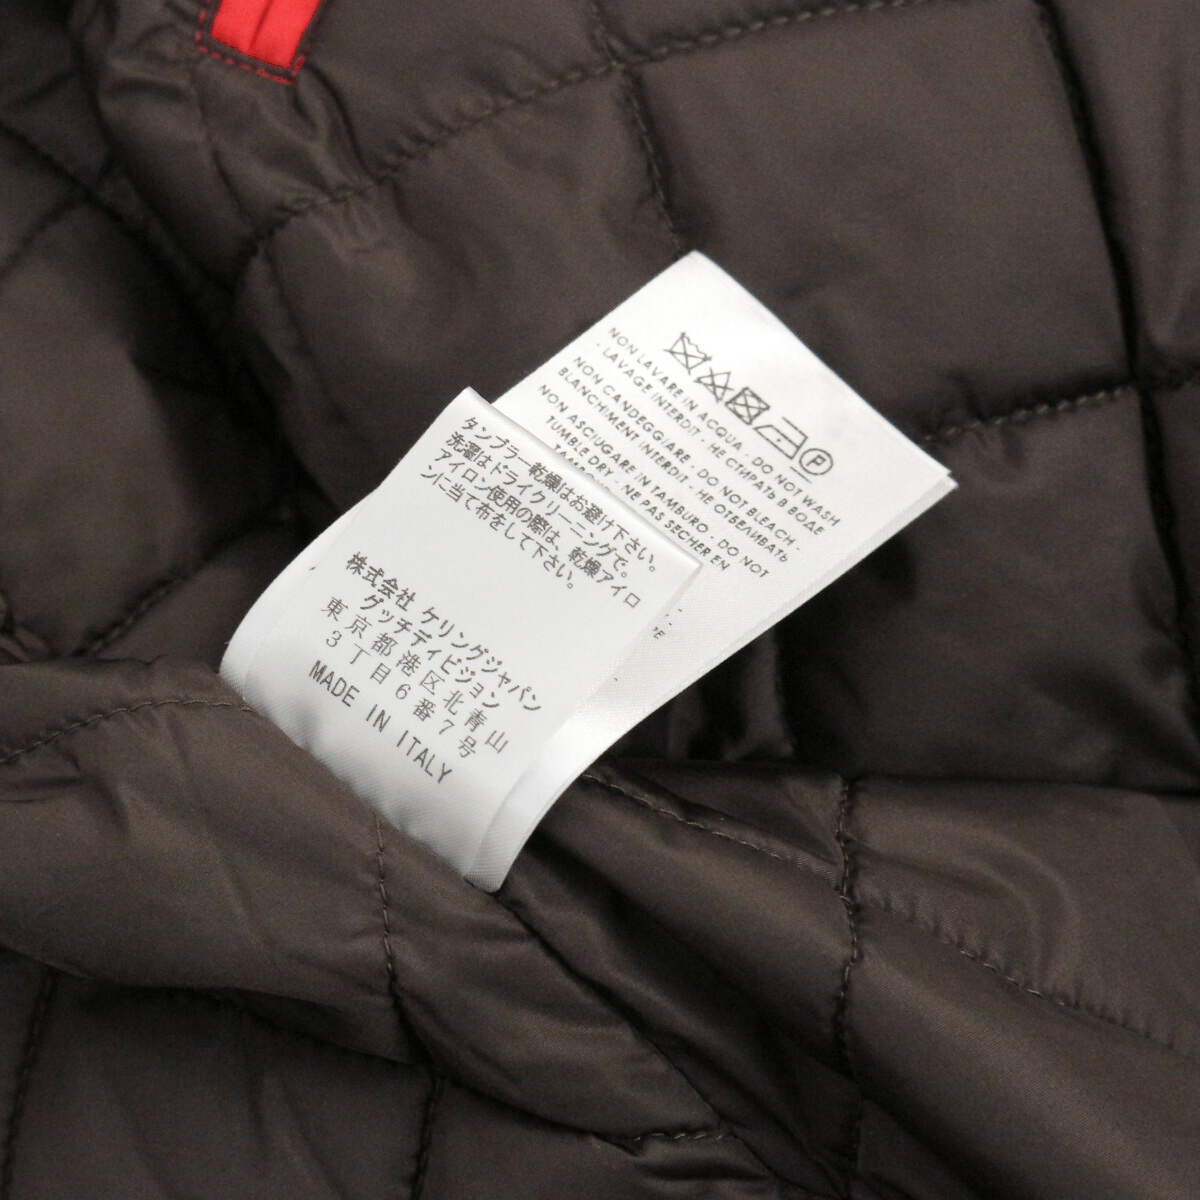 NON LAVARE IN ACQUA - DO NOT WASH
- LAVAGE INTERDIT - НЕ СТИРАТЬ В ВОДЕ
NON CANDEGGIARE - DO NOT BLEACH -
BLANCHIMENT INTERDIT - НЕ ОТБЕЛИВАТЬ
NON ASCIUGARE IN TAMBURO - DO NOT
TUMBLE DRY - NE PAS SECHER EN
タンブラー乾燥はお避け下さい。
洗濯はドライクリーニングで。
アイロン使用の際は、乾燥アイロ
ンに当て布をして下さい。
株式会社 ケリングジャパン
グッチディビジョン
東京都港区北青山
3丁目6番7号
MADE IN ITALY